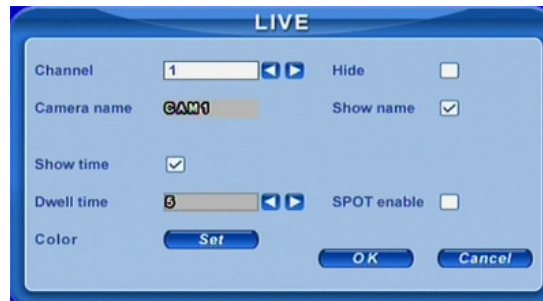 LIVE
Channel 1 Hide
Camera name CAM1 Show name
Show time
Dwell time 5 SPOT enable
Color Set
OK Cancel